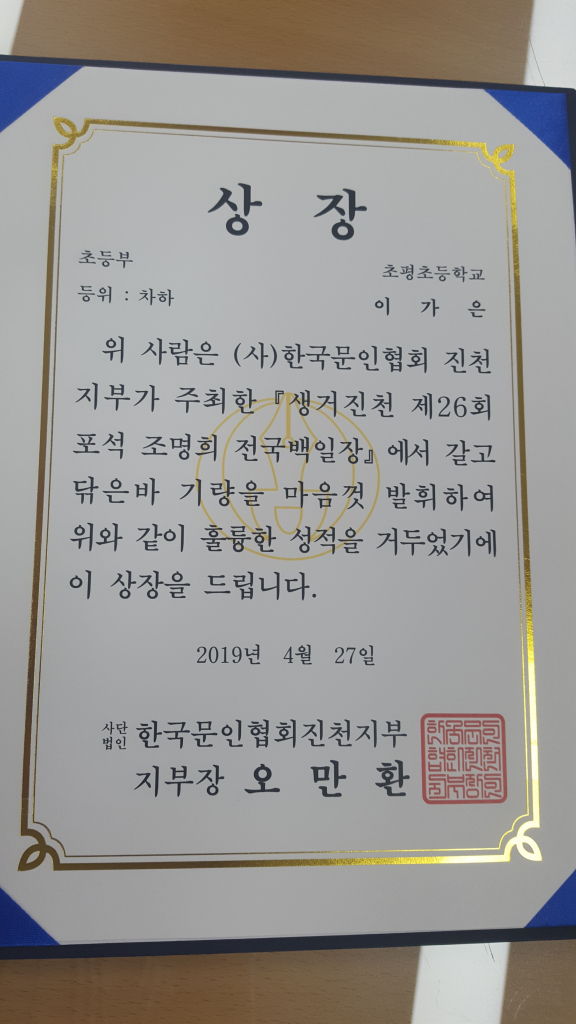 상 장
초등부
초평초등학교
등위 : 차하
이 가 은
위 사람은 (사)한국문인협회 진천
지부가 주최한 『생거진천 제26회
포석 조명희 전국백일장』에서 갈고
닦은바 기량을 마음껏 발휘하여
위와 같이 훌륭한 성적을 거두었기에
이 상장을 드립니다.
2019년 4월 27일
사단법인 한국문인협회진천지부
지부장 오 만 환